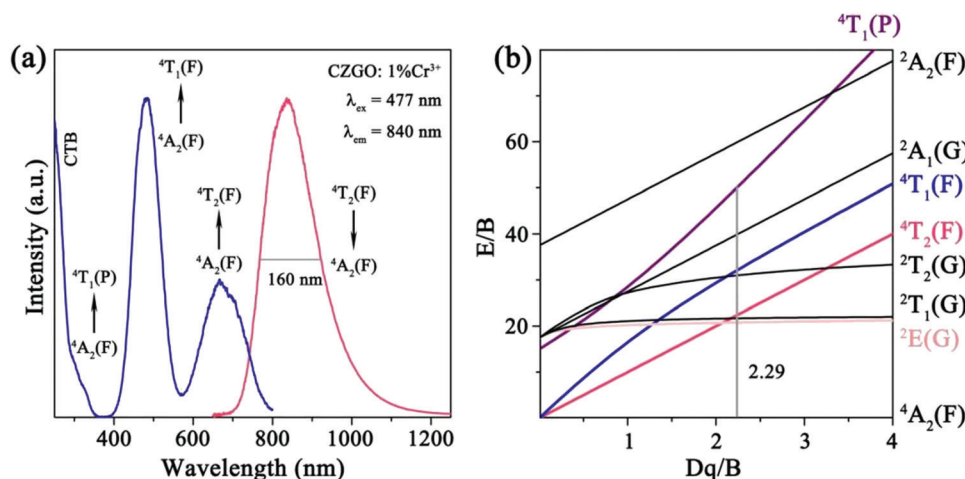 (a)
CZGO: 1%Cr³⁺
λex = 477 nm
λem = 840 nm
CTB
⁴T₁(P)
⁴A₂(F)
⁴T₁(F)
⁴A₂(F)
⁴T₂(F)
⁴A₂(F)
⁴T₂(F)
⁴A₂(F)
160 nm
Intensity (a.u.)
400 600 800 1000 1200
Wavelength (nm)
(b)
⁴T₁(P)
²A₂(F)
²A₁(G)
⁴T₁(F)
⁴T₂(F)
²T₂(G)
²T₁(G)
²E(G)
⁴A₂(F)
2.29
E/B
60
40
20
0
1 2 3 4
Dq/B